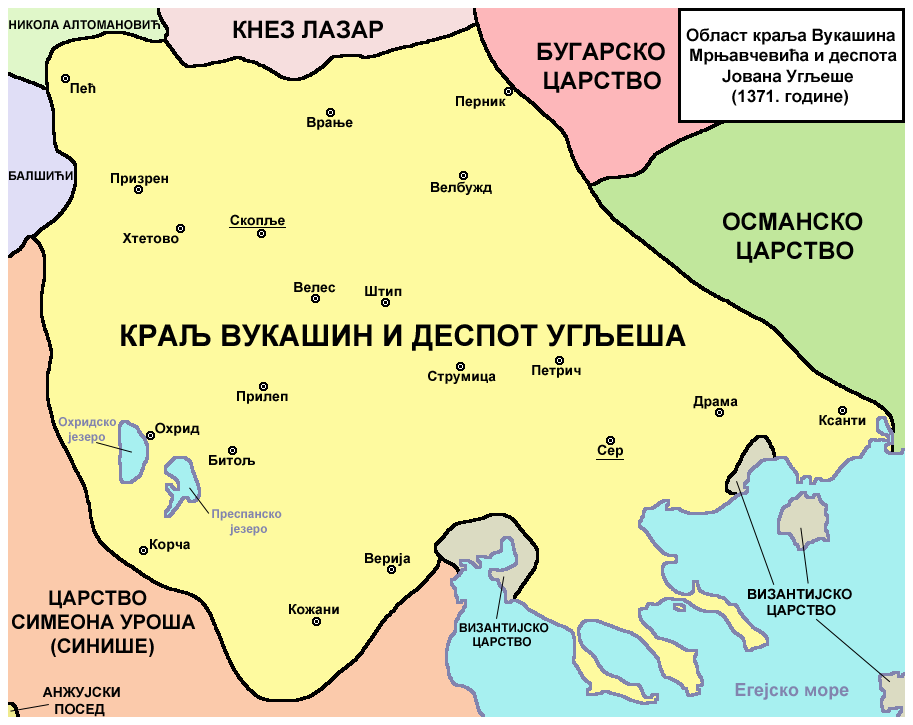 НИКОЛА АЛТОМАНОВИЋ
КНЕЗ ЛАЗАР
БУГАРСКО
ЦАРСТВО
Област краља Вукашина
Мрњавчевића и деспота
Јована Угљеше
(1371. године)
Пећ
Перник
Врање
БАЛШИЋИ
Призрен
Велбужд
Скопље
Хтетово
ОСМАНСКО
ЦАРСТВО
Велес
Штип
КРАЉ ВУКАШИН И ДЕСПОТ УГЉЕША
Струмица
Петрич
Прилеп
Драма
Ксанти
Охридско
језеро
Охрид
Битољ
Сер
Преспанско
језеро
Корча
Верија
ЦАРСТВО
СИМЕОНА УРОША
(СИНИШЕ)
Кожани
ВИЗАНТИЈСКО
ЦАРСТВО
ВИЗАНТИЈСКО
ЦАРСТВО
АНЖУЈСКИ
ПОСЕД
Егејско море